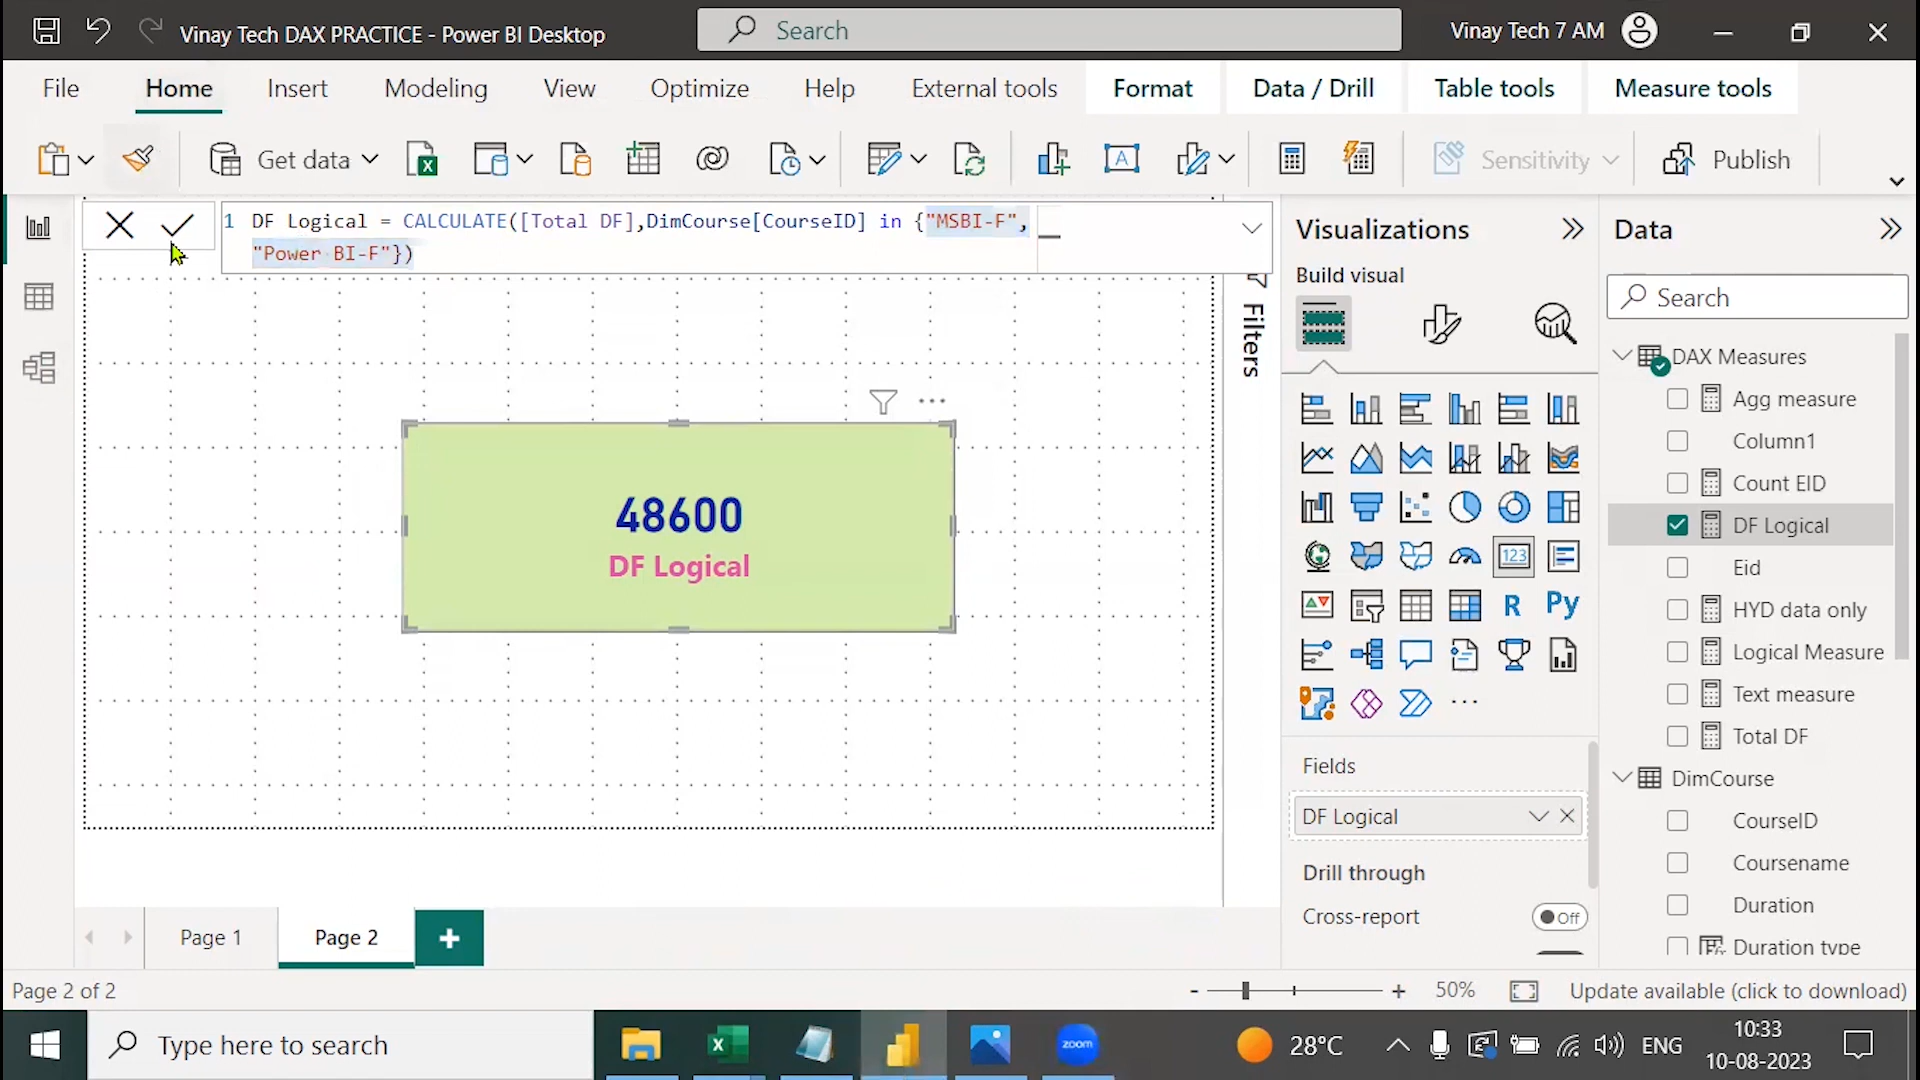 Vinay Tech DAX PRACTICE - Power BI Desktop
Search
Vinay Tech 7 AM
File
Home
Insert
Modeling
View
Optimize
Help
External tools
Format
Data / Drill
Table tools
Measure tools
Get data
Sensitivity
Publish
1 DF Logical = CALCULATE([Total DF],DimCourse[CourseID] in {"MSBI-F",
"Power BI-F"})
48600
DF Logical
Filters
Visualizations
Build visual
123
R
Py
Fields
DF Logical
Drill through
Cross-report
Off
Data
Search
DAX Measures
Agg measure
Column1
Count EID
DF Logical
Eid
HYD data only
Logical Measure
Text measure
Total DF
DimCourse
CourseID
Coursename
Duration
Duration type
Page 1
Page 2
Page 2 of 2
50%
Update available (click to download)
Type here to search
zoom
28°C
ENG
10:33
10-08-2023